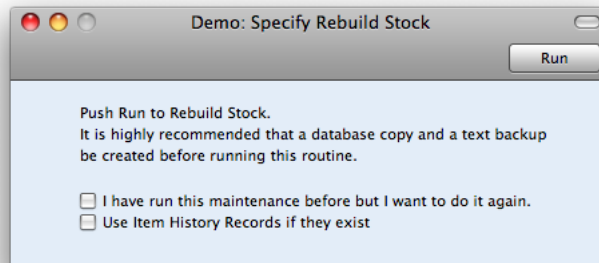 Demo: Specify Rebuild Stock
Run
Push Run to Rebuild Stock.
It is highly recommended that a database copy and a text backup
be created before running this routine.
I have run this maintenance before but I want to do it again.
Use Item History Records if they exist